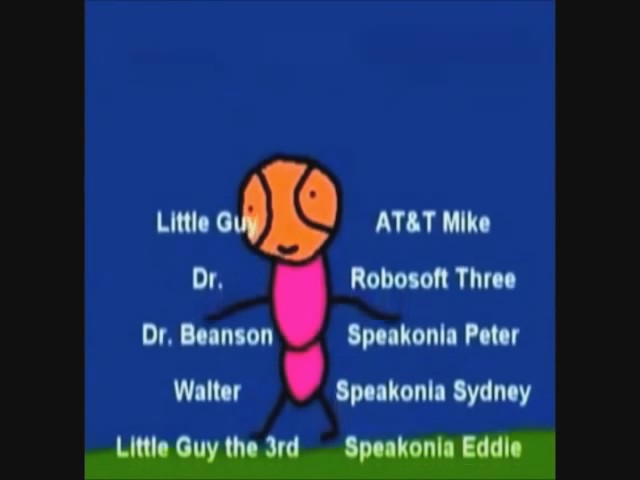 Little Guy AT&T Mike
Dr. Robosoft Three
Dr. Beanson Speakonia Peter
Walter Speakonia Sydney
Little Guy the 3rd Speakonia Eddie